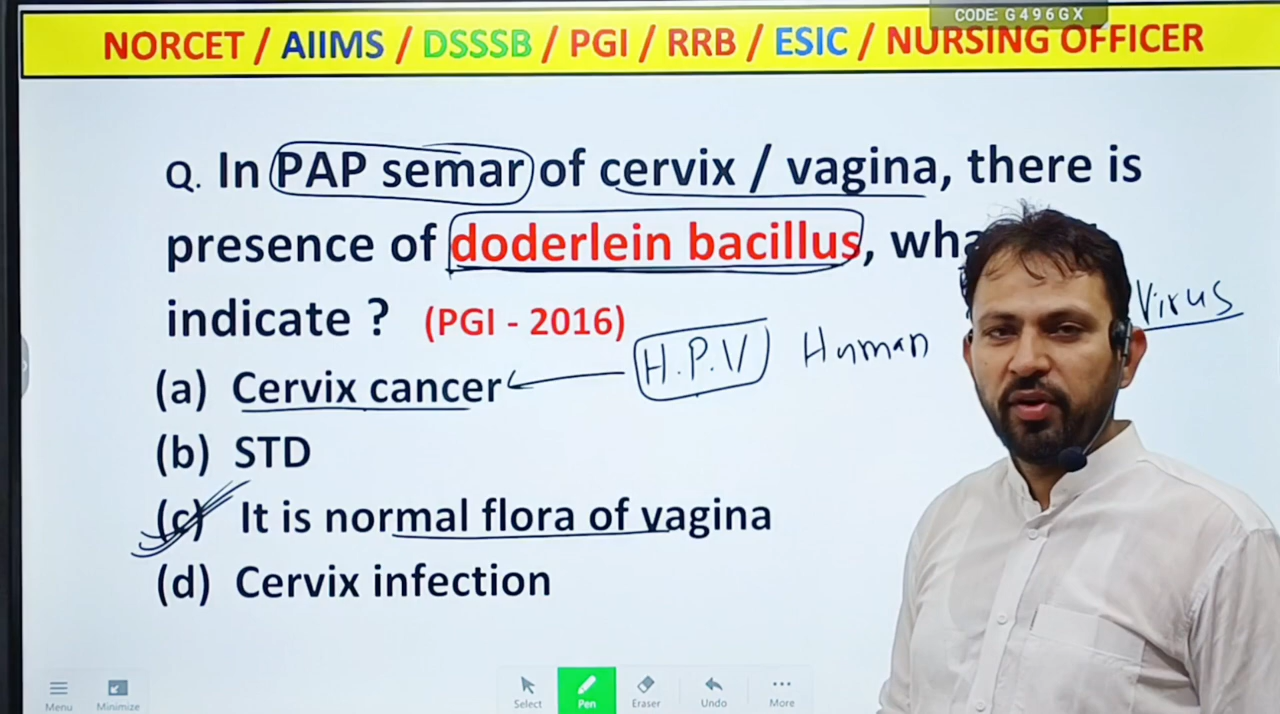 CODE: G496GX
NORCET / AIIMS / DSSSB / PGI / RRB / ESIC / NURSING OFFICER
Q. In PAP semar of cervix / vagina, there is
presence of doderlein bacillus,
indicate ? (PGI - 2016)
Virus
H.P.V Human
(a) Cervix cancer
(b) STD
(c) It is normal flora of vagina
(d) Cervix infection
Menu Minimize Select Pen Eraser Undo More